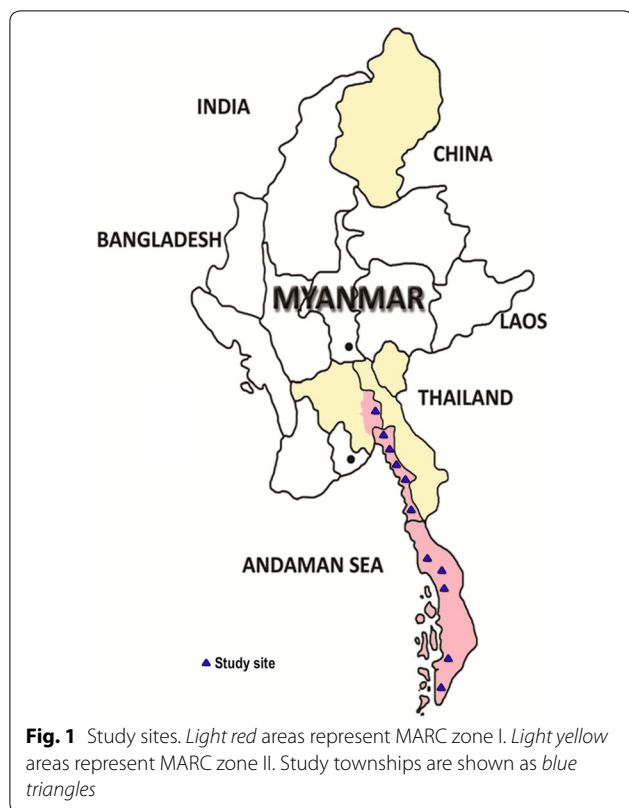 INDIA
CHINA
BANGLADESH
MYANMAR
LAOS
THAILAND
ANDAMAN SEA
Study site
Fig. 1 Study sites. Light red areas represent MARC zone I. Light yellow
areas represent MARC zone II. Study townships are shown as blue
triangles